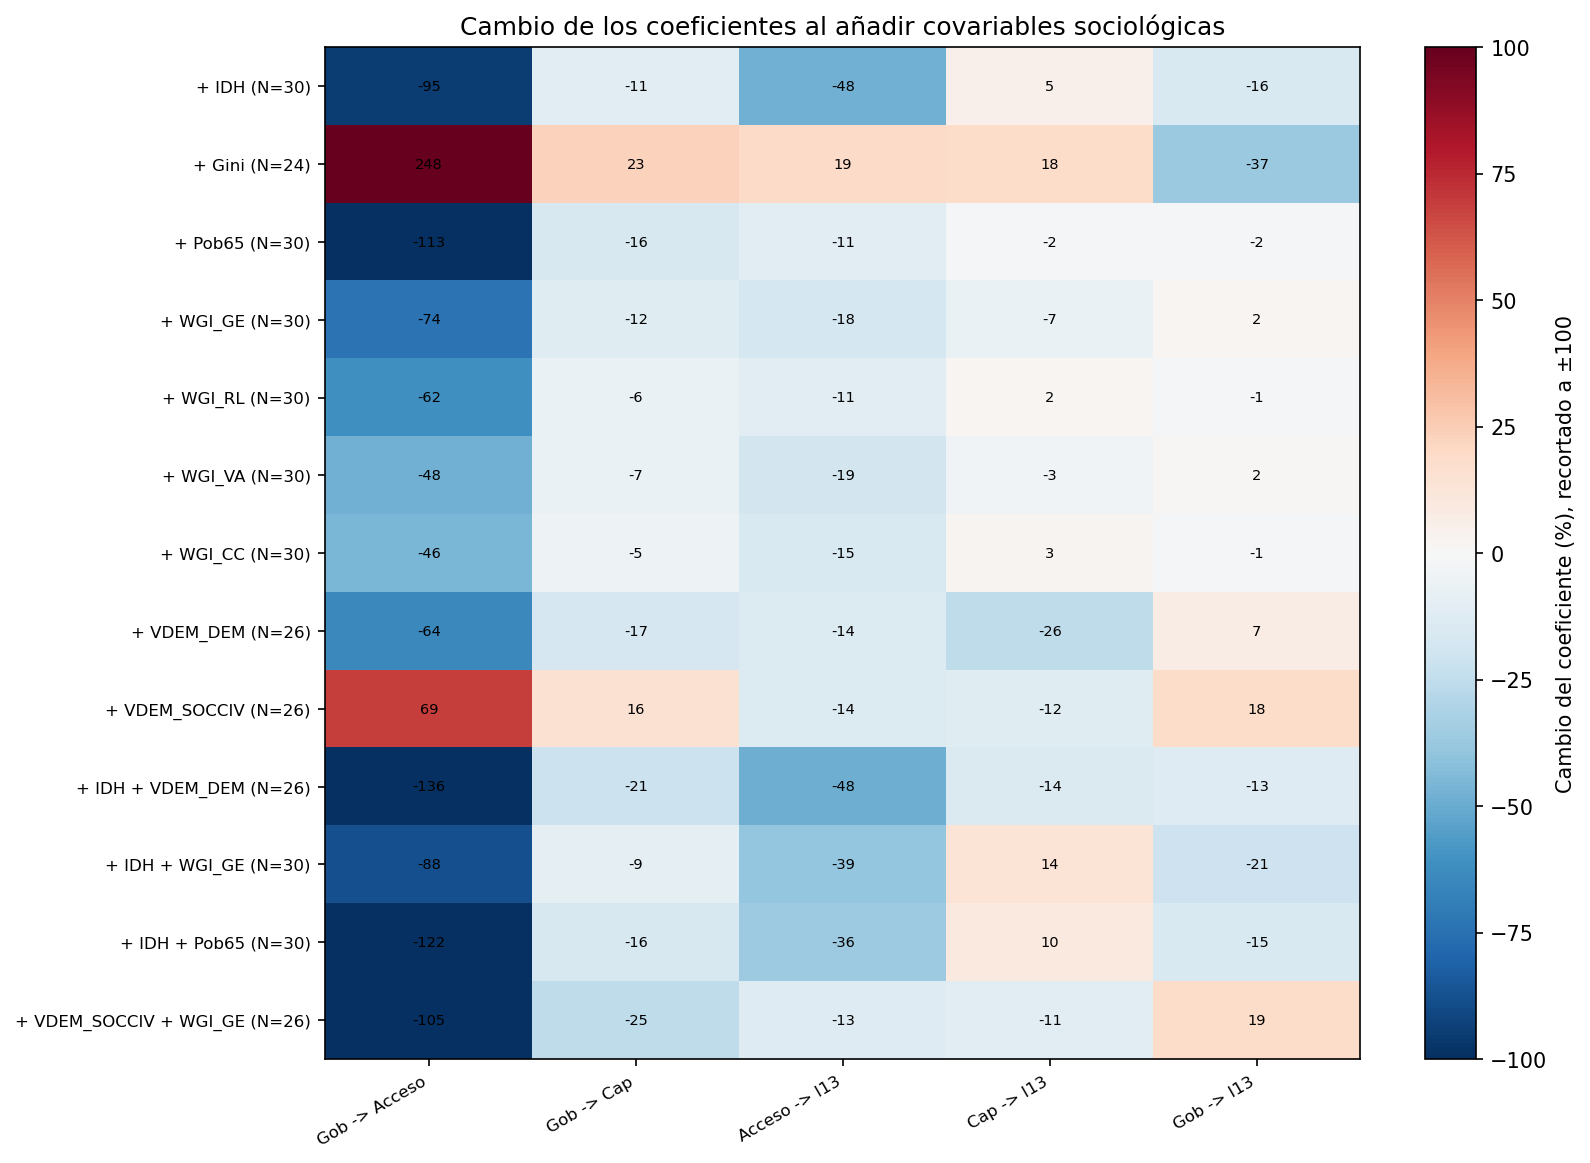 Cambio de los coeficientes al añadir covariables sociológicas
+ IDH (N=30) -95 -11 -48 5 -16
+ Gini (N=24) 248 23 19 18 -37
+ Pob65 (N=30) -113 -16 -11 -2 -2
+ WGI_GE (N=30) -74 -12 -18 -7 2
+ WGI_RL (N=30) -62 -6 -11 2 -1
+ WGI_VA (N=30) -48 -7 -19 -3 2
+ WGI_CC (N=30) -46 -5 -15 3 -1
+ VDEM_DEM (N=26) -64 -17 -14 -26 7
+ VDEM_SOCCIV (N=26) 69 16 -14 -12 18
+ IDH + VDEM_DEM (N=26) -136 -21 -48 -14 -13
+ IDH + WGI_GE (N=30) -88 -9 -39 14 -21
+ IDH + Pob65 (N=30) -122 -16 -36 10 -15
+ VDEM_SOCCIV + WGI_GE (N=26) -105 -25 -13 -11 19
Gob -> Acceso Gob -> Cap Acceso -> I13 Cap -> I13 Gob -> I13
100
75
50
25
0
−25
−50
−75
−100
Cambio del coeficiente (%), recortado a ±100